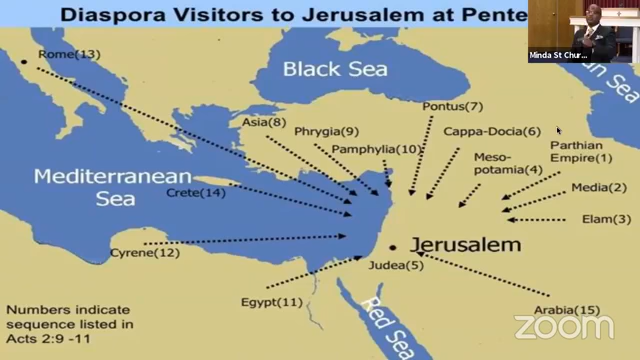 Diaspora Visitors to Jerusalem at Pente
Minda St Chur...
Rome(13)
Black Sea
an Sea
Pontus(7)
Asia(8)
Phrygia(9)
Cappa-Docia(6)
Pamphylia(10)
Parthian
Empire(1)
Meso-
potamia(4)
Mediterranean
Sea
Media(2)
Crete(14)
Elam(3)
Jerusalem
Cyrene(12)
Judea(5)
Egypt(11)
Arabia(15)
Red Sea
Numbers indicate
sequence listed in
Acts 2:9 -11
zoom